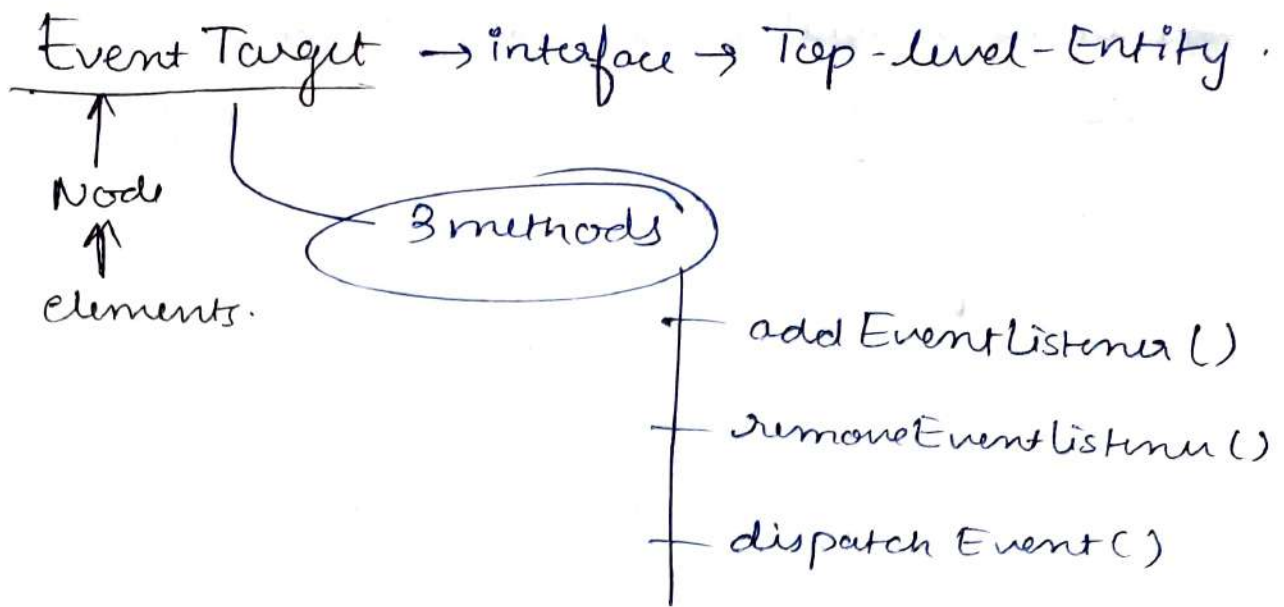 Event Target → interface → Top-level-Entity.
Node
3 methods
elements.
addEventListener()
removeEventlistener()
dispatch Event()